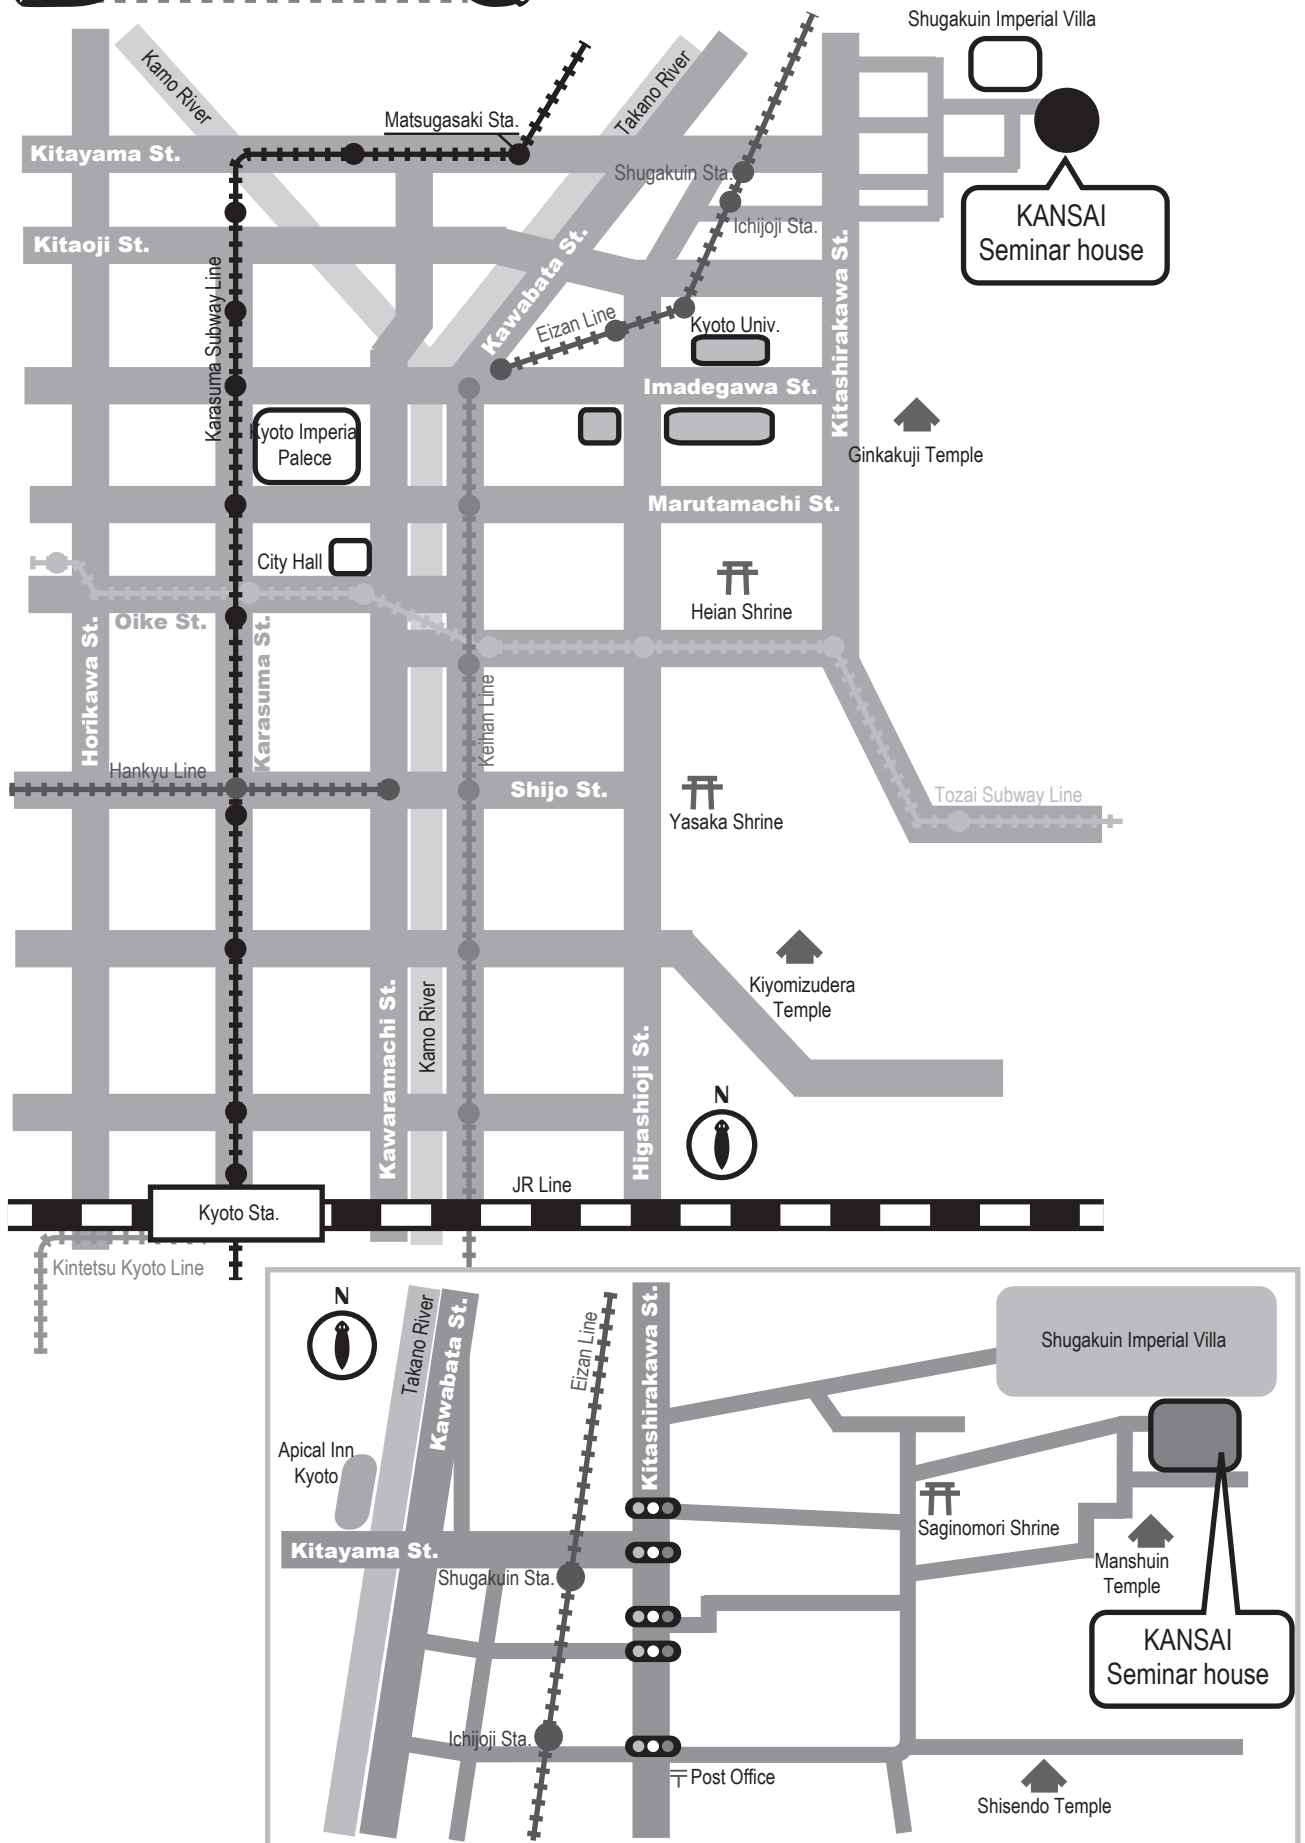 Shugakuin Imperial Villa
Kamo River
Takano River
Matsugasaki Sta.
Kitayama St.
Shugakuin Sta.
Ichijoji Sta.
KANSAI
Seminar house
Kitaoji St.
Kawabata St.
Kitashirakawa St.
Karasuma Subway Line
Eizan Line
Kyoto Univ.
Imadegawa St.
Kyoto Imperia
Palece
Ginkakuji Temple
Marutamachi St.
City Hall
Heian Shrine
Oike St.
Horikawa St.
Karasuma St.
Keihan Line
Hankyu Line
Shijo St.
Yasaka Shrine
Tozai Subway Line
Kiyomizudera
Temple
Kawaramachi St.
Kamo River
Higashioji St.
N
JR Line
Kyoto Sta.
Kintetsu Kyoto Line
N
Takano River
Kawabata St.
Eizan Line
Kitashirakawa St.
Shugakuin Imperial Villa
Apical Inn
Kyoto
Saginomori Shrine
Kitayama St.
Shugakuin Sta.
Manshuin
Temple
KANSAI
Seminar house
Ichijoji Sta.
〒Post Office
Shisendo Temple